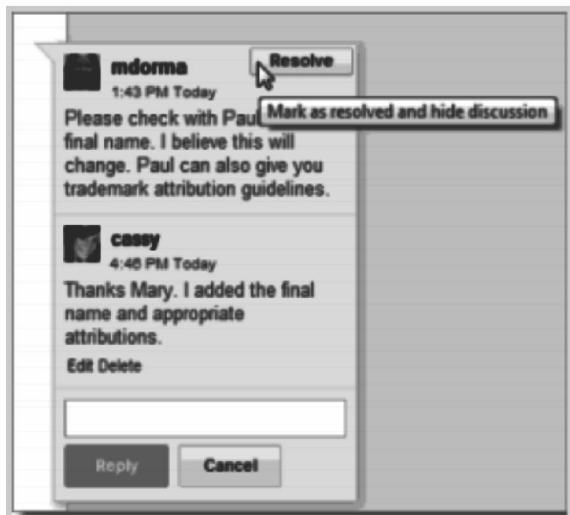 mdorma
Resolve
1:43 PM Today
Mark as resolved and hide discussion
Please check with Paul
final name. I believe this will
change. Paul can also give you
trademark attribution guidelines.
cassy
4:46 PM Today
Thanks Mary. I added the final
name and appropriate
attributions.
Edit Delete
Reply
Cancel